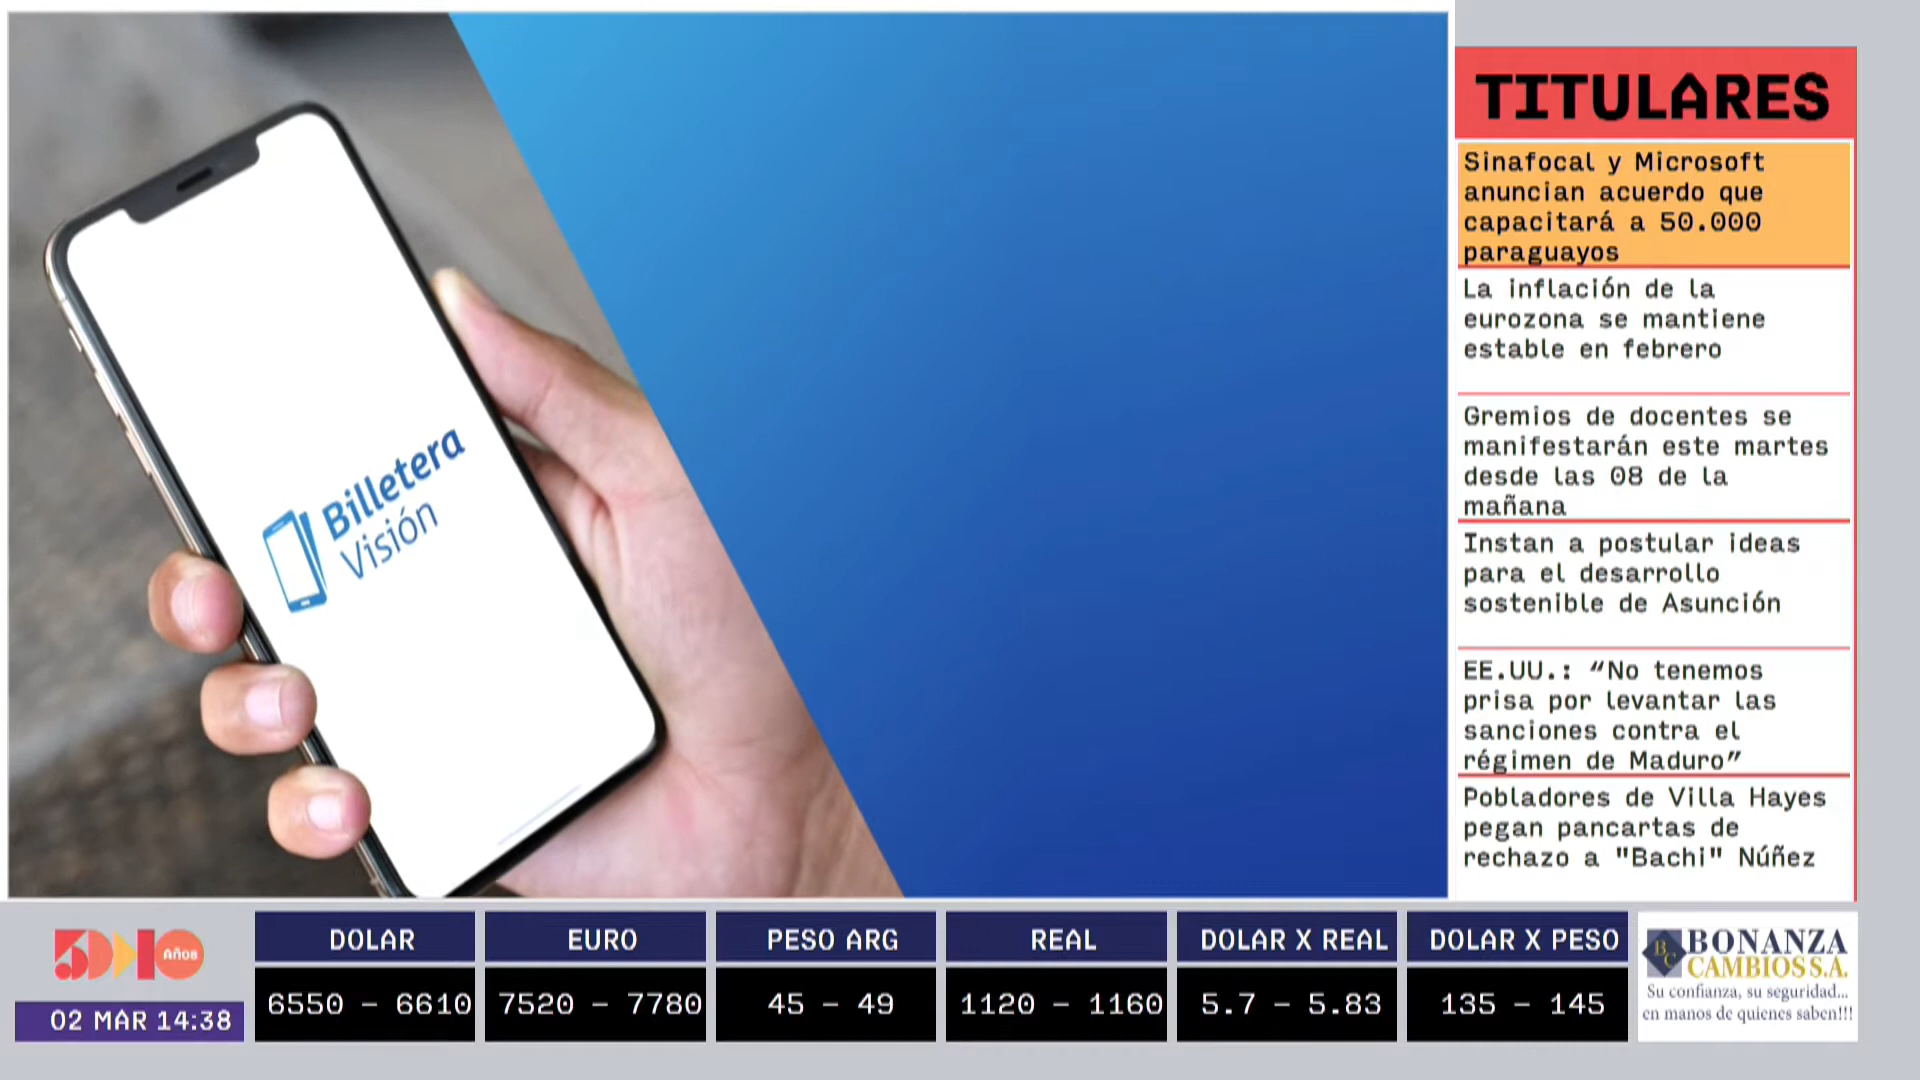 Billetera
Visión
TITULARES
Sinafocal y Microsoft
anuncian acuerdo que
capacitará a 50.000
paraguayos
La inflación de la
eurozona se mantiene
estable en febrero
Gremios de docentes se
manifestarán este martes
desde las 08 de la
mañana
Instan a postular ideas
para el desarrollo
sostenible de Asunción
EE.UU.: “No tenemos
prisa por levantar las
sanciones contra el
régimen de Maduro”
Pobladores de Villa Hayes
pegan pancartas de
rechazo a "Bachi" Núñez
5D 10 Años
02 MAR 14:38
DOLAR
6550 - 6610
EURO
7520 - 7780
PESO ARG
45 - 49
REAL
1120 - 1160
DOLAR X REAL
5.7 - 5.83
DOLAR X PESO
135 - 145
BC BONANZA
CAMBIOS S.A.
Su confianza, su seguridad...
en manos de quienes saben!!!